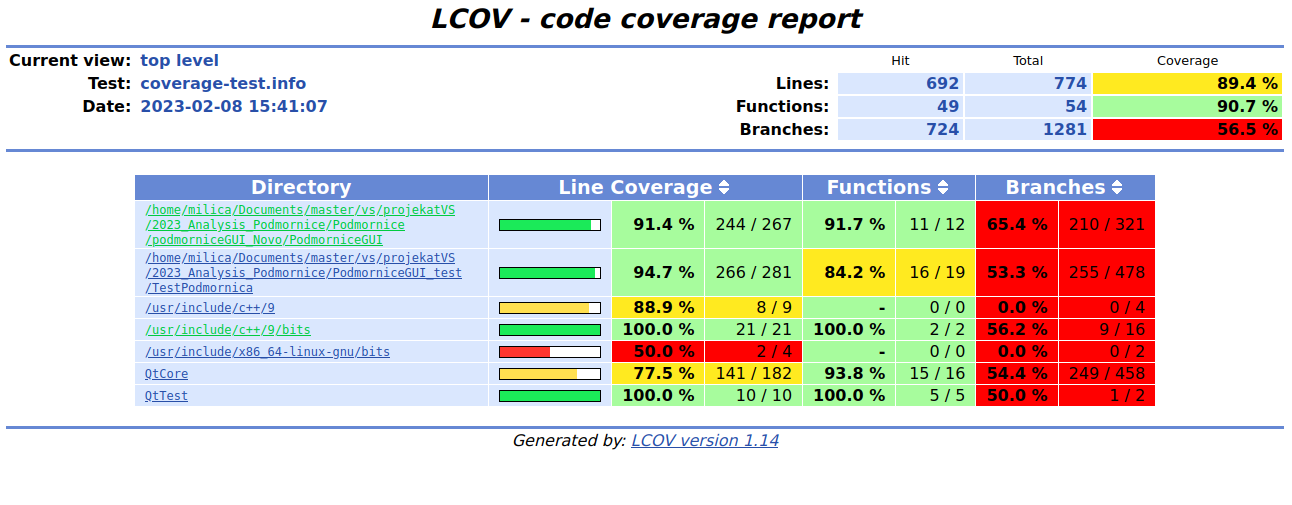 LCOV - code coverage report
Current view: top level
Hit Total Coverage
Test: coverage-test.info
Lines: 692 774 89.4 %
Date: 2023-02-08 15:41:07
Functions: 49 54 90.7 %
Branches: 724 1281 56.5 %
Directory Line Coverage Functions Branches
/home/milica/Documents/master/vs/projekatVS
/2023_Analysis_Podmornice/Podmornice
/podmorniceGUI_Novo/PodmorniceGUI
91.4 % 244 / 267 91.7 % 11 / 12 65.4 % 210 / 321
/home/milica/Documents/master/vs/projekatVS
/2023_Analysis_Podmornice/PodmorniceGUI_test
/TestPodmornica
94.7 % 266 / 281 84.2 % 16 / 19 53.3 % 255 / 478
/usr/include/c++/9 88.9 % 8 / 9 - 0 / 0 0.0 % 0 / 4
/usr/include/c++/9/bits 100.0 % 21 / 21 100.0 % 2 / 2 56.2 % 9 / 16
/usr/include/x86_64-linux-gnu/bits 50.0 % 2 / 4 - 0 / 0 0.0 % 0 / 2
QtCore 77.5 % 141 / 182 93.8 % 15 / 16 54.4 % 249 / 458
QtTest 100.0 % 10 / 10 100.0 % 5 / 5 50.0 % 1 / 2
Generated by: LCOV version 1.14